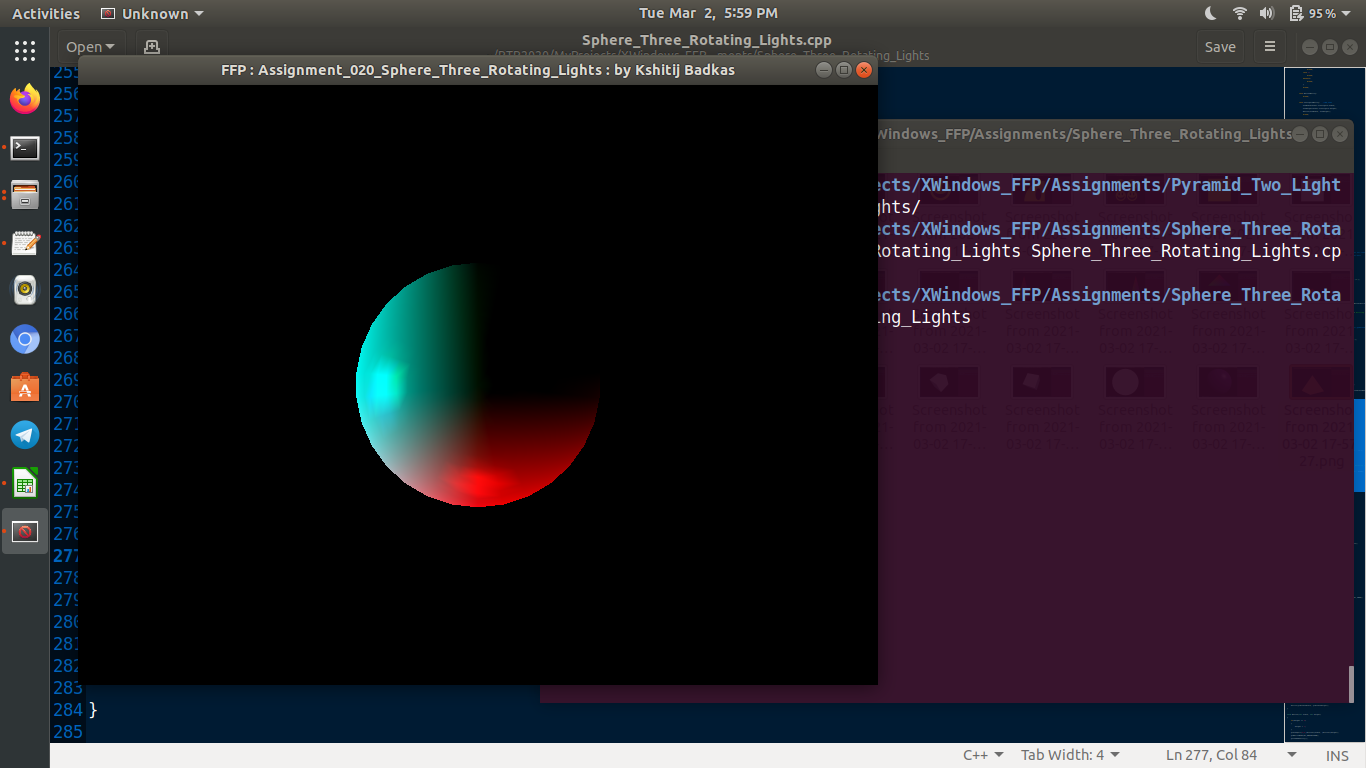 Activities
Unknown
Tue Mar 2, 5:59 PM
95%
Open
Sphere_Three_Rotating_Lights.cpp
Save
FFP : Assignment_020_Sphere_Three_Rotating_Lights : by Kshitij Badkas
Windows_FFP/Assignments/Sphere_Three_Rotating_Lights
ects/XWindows_FFP/Assignments/Pyramid_Two_Light
ghts/
ects/XWindows_FFP/Assignments/Sphere_Three_Rota
Rotating_Lights Sphere_Three_Rotating_Lights.cp
ects/XWindows_FFP/Assignments/Sphere_Three_Rota
ing_Lights
255
256
257
258
259
260
261
262
263
264
265
266
267
268
269
270
271
272
273
274
275
276
277
278
279
280
281
282
283
284 }
285
C++
Tab Width: 4
Ln 277, Col 84
INS